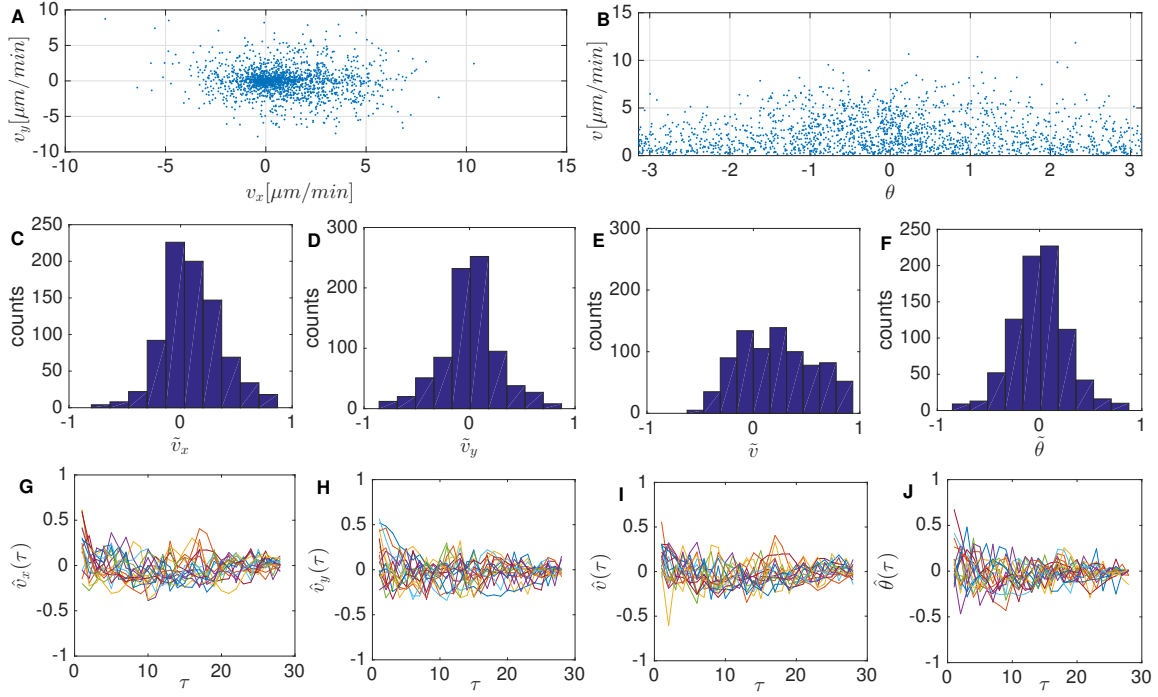 A
10
5
0
-5
-10
v_y[μm/min]
-10 -5 0 5 10 15
v_x[μm/min]
B
15
10
5
0
v[μm/min]
-3 -2 -1 0 1 2 3
θ
C
250
200
150
100
50
0
counts
-1 0 1
ṽ_x
D
300
200
100
0
counts
-1 0 1
ṽ_y
E
300
200
100
0
counts
-1 0 1
ṽ
F
250
200
150
100
50
0
counts
-1 0 1
θ̃
G
1
0.5
0
-0.5
-1
v̂_x(τ)
0 10 20 30
τ
H
1
0.5
0
-0.5
-1
v̂_y(τ)
0 10 20 30
τ
I
1
0.5
0
-0.5
-1
v̂(τ)
0 10 20 30
τ
J
1
0.5
0
-0.5
-1
θ̂(τ)
0 10 20 30
τ